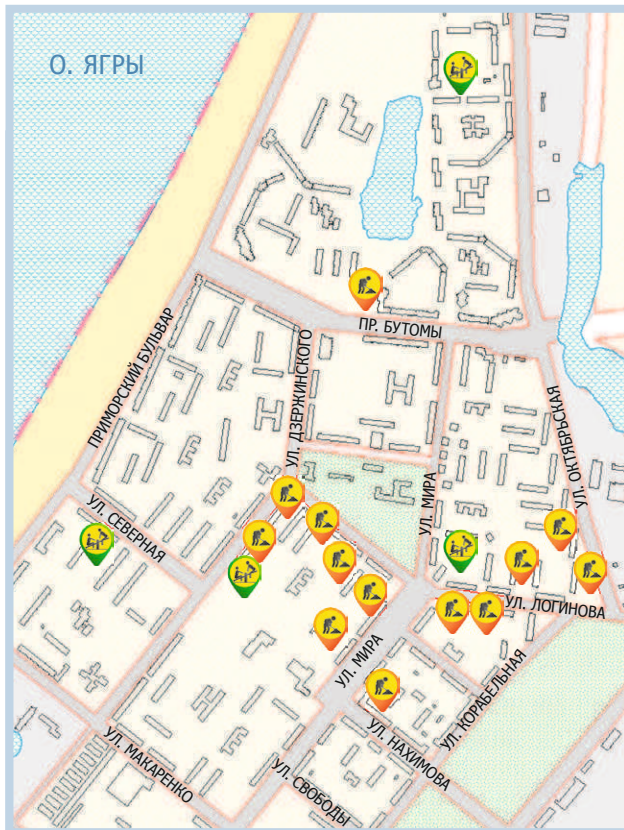 О. ЯГРЫ
ПР. БУТОМЫ
ПРИМОРСКИЙ БУЛЬВАР
УЛ. ДЗЕРЖИНСКОГО
УЛ. ОКТЯБРЬСКАЯ
УЛ. МИРА
УЛ. СЕВЕРНАЯ
УЛ. ЛОГИНОВА
УЛ. МИРА
УЛ. КОРАБЕЛЬНАЯ
УЛ. НАХИМОВА
УЛ. МАКАРЕНКО
УЛ. СВОБОДЫ